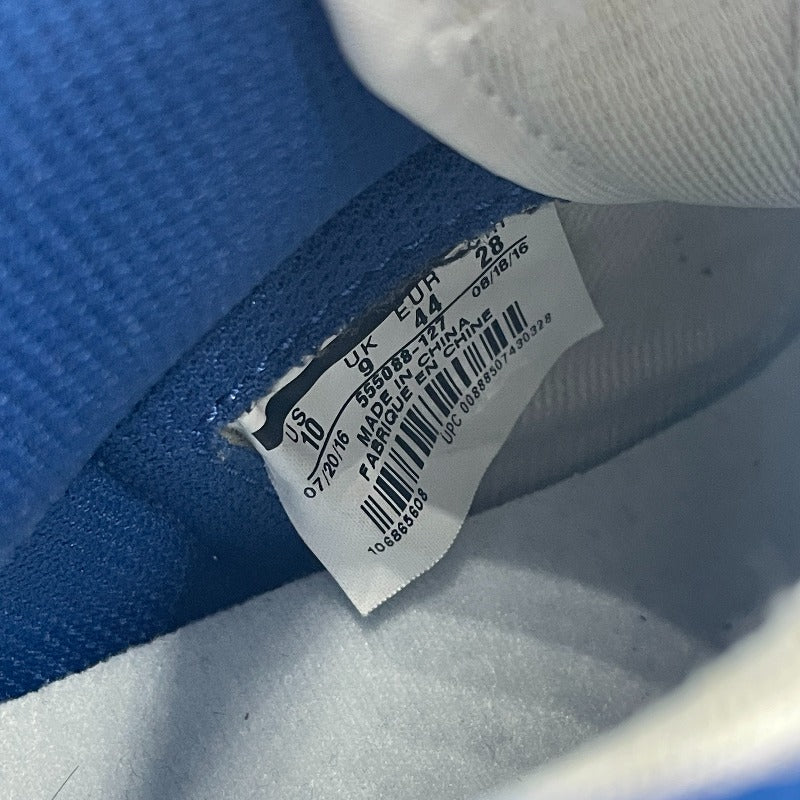 US UK EUR CM
10 9 44 28
07/20/16 555088-127 08/18/16
MADE IN CHINA
FABRIQUE EN CHINE
UPC 00888507430328
106865608